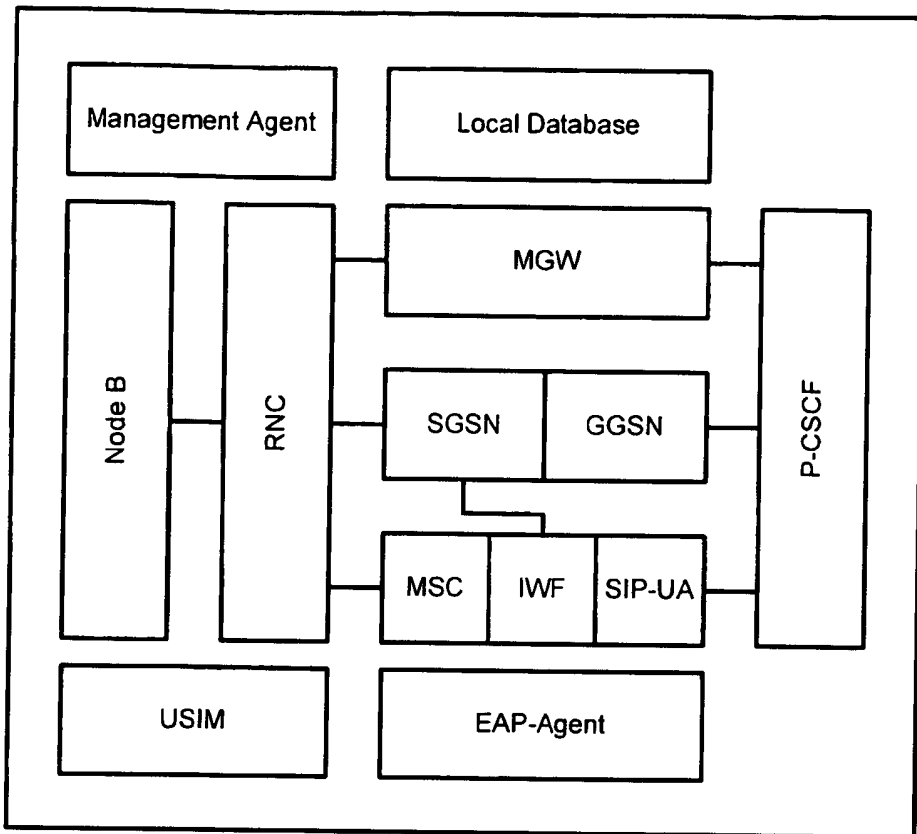 Management Agent
Local Database
Node B
RNC
MGW
P-CSCF
SGSN
GGSN
MSC
IWF
SIP-UA
USIM
EAP-Agent